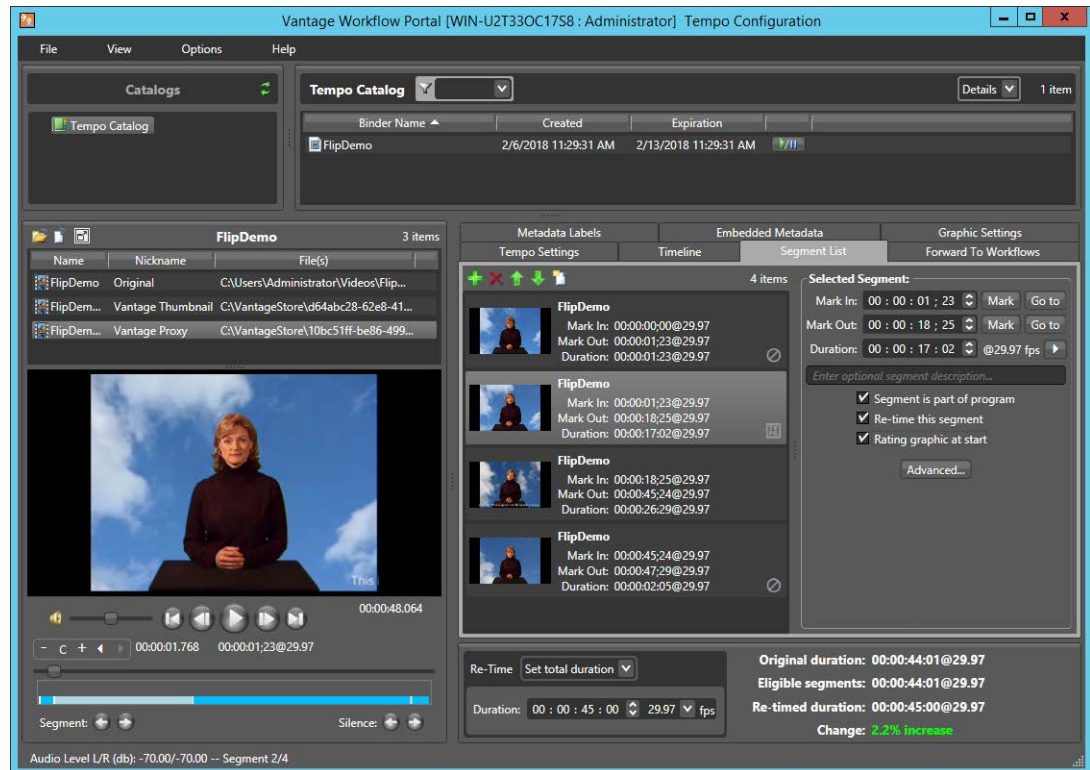 Vantage Workflow Portal [WIN-U2T33OC17S8 : Administrator] Tempo Configuration
File View Options Help
Catalogs
Tempo Catalog
Tempo Catalog
Details
1 item
Binder Name Created Expiration
FlipDemo 2/6/2018 11:29:31 AM 2/13/2018 11:29:31 AM
FlipDemo 3 items
Name Nickname File(s)
FlipDemo Original C:\Users\Administrator\Videos\Flip...
FlipDem... Vantage Thumbnail C:\VantageStore\d64abc28-62e8-41...
FlipDem... Vantage Proxy C:\VantageStore\10bc51ff-be86-499...
This
00:00:48.064
- C +
00:00:01.768 00:00:01;23@29.97
Segment:
Silence:
Metadata Labels Embedded Metadata Graphic Settings
Tempo Settings Timeline Segment List Forward To Workflows
4 items
FlipDemo
Mark In: 00:00:00;00@29.97
Mark Out: 00:00:01;23@29.97
Duration: 00:00:01:23@29.97
FlipDemo
Mark In: 00:00:01;23@29.97
Mark Out: 00:00:18;25@29.97
Duration: 00:00:17:02@29.97
FlipDemo
Mark In: 00:00:18;25@29.97
Mark Out: 00:00:45;24@29.97
Duration: 00:00:26:29@29.97
FlipDemo
Mark In: 00:00:45;24@29.97
Mark Out: 00:00:47;29@29.97
Duration: 00:00:02:05@29.97
Selected Segment:
Mark In: 00 : 00 : 01 ; 23 Mark Go to
Mark Out: 00 : 00 : 18 ; 25 Mark Go to
Duration: 00 : 00 : 17 : 02 @29.97 fps
Enter optional segment description...
Segment is part of program
Re-time this segment
Rating graphic at start
Advanced...
Re-Time Set total duration
Duration: 00 : 00 : 45 : 00 29.97 fps
Original duration: 00:00:44:01@29.97
Eligible segments: 00:00:44:01@29.97
Re-timed duration: 00:00:45:00@29.97
Change: 2.2% increase
Audio Level L/R (db): -70.00/-70.00 -- Segment 2/4